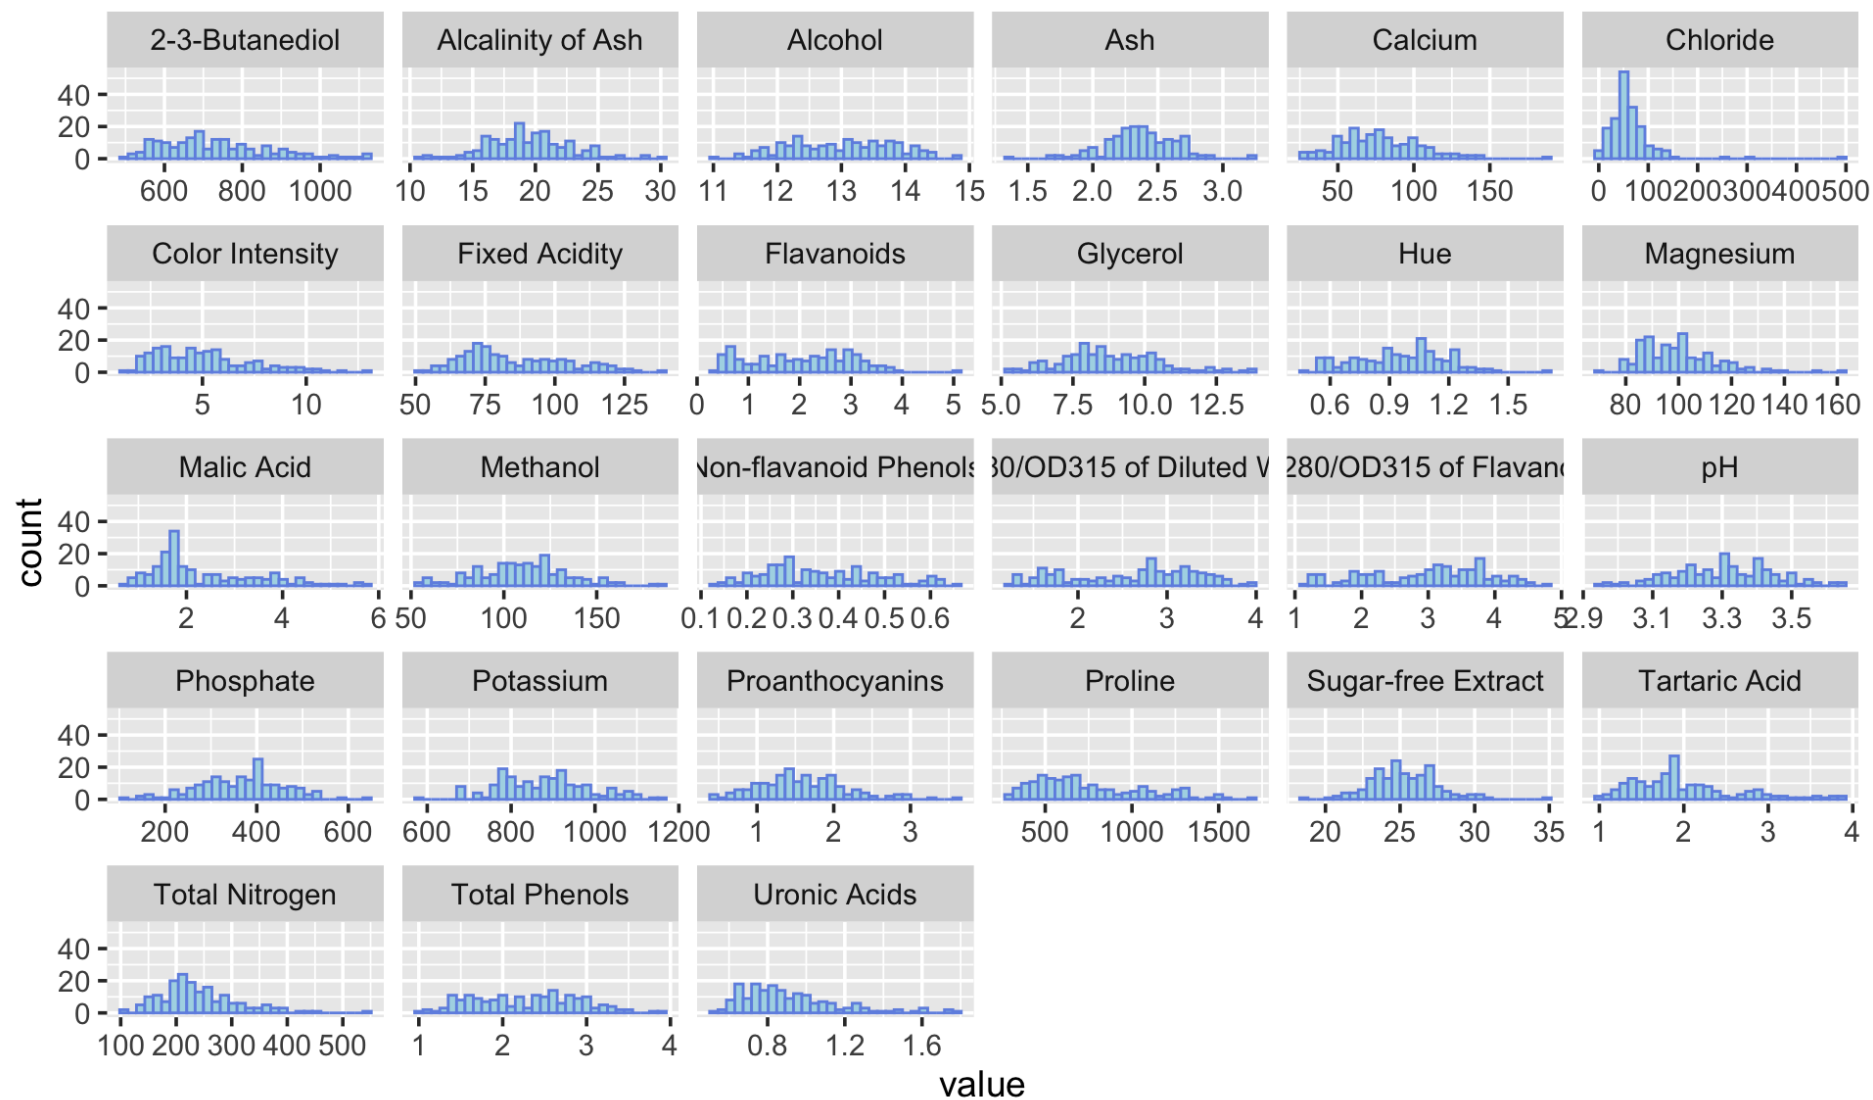 2-3-Butanediol Alcalinity of Ash Alcohol Ash Calcium Chloride
40
20
0
600 800 1000 10 15 20 25 30 11 12 13 14 15 1.5 2.0 2.5 3.0 50 100 150 0 100200300400500
Color Intensity Fixed Acidity Flavanoids Glycerol Hue Magnesium
40
20
0
5 10 50 75 100 125 0 1 2 3 4 5 5.0 7.5 10.0 12.5 0.6 0.9 1.2 1.5 80 100 120 140 160
Malic Acid Methanol Non-flavanoid Phenols 80/OD315 of Diluted 280/OD315 of pH
40
20
0
2 4 6 50 100 150 0.1 0.2 0.3 0.4 0.5 0.6 2 3 4 1 2 3 4 5 2.9 3.1 3.3 3.5
Phosphate Potassium Proanthocyanins Proline Sugar-free Extract Tartaric Acid
40
20
0
200 400 600 600 800 1000 1200 1 2 3 500 1000 1500 20 25 30 35 1 2 3 4
Total Nitrogen Total Phenols Uronic Acids
40
20
0
100 200 300 400 500 1 2 3 4 0.8 1.2 1.6
count
value